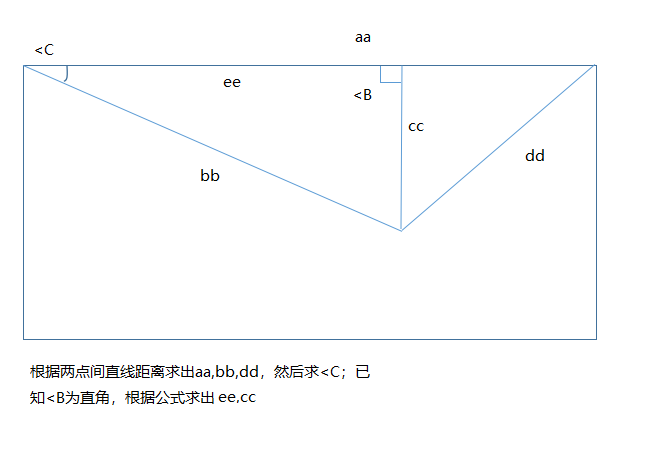 aa
<C
ee
<B
cc
dd
bb
根据两点间直线距离求出aa,bb,dd，然后求<C；已
知<B为直角，根据公式求出 ee,cc